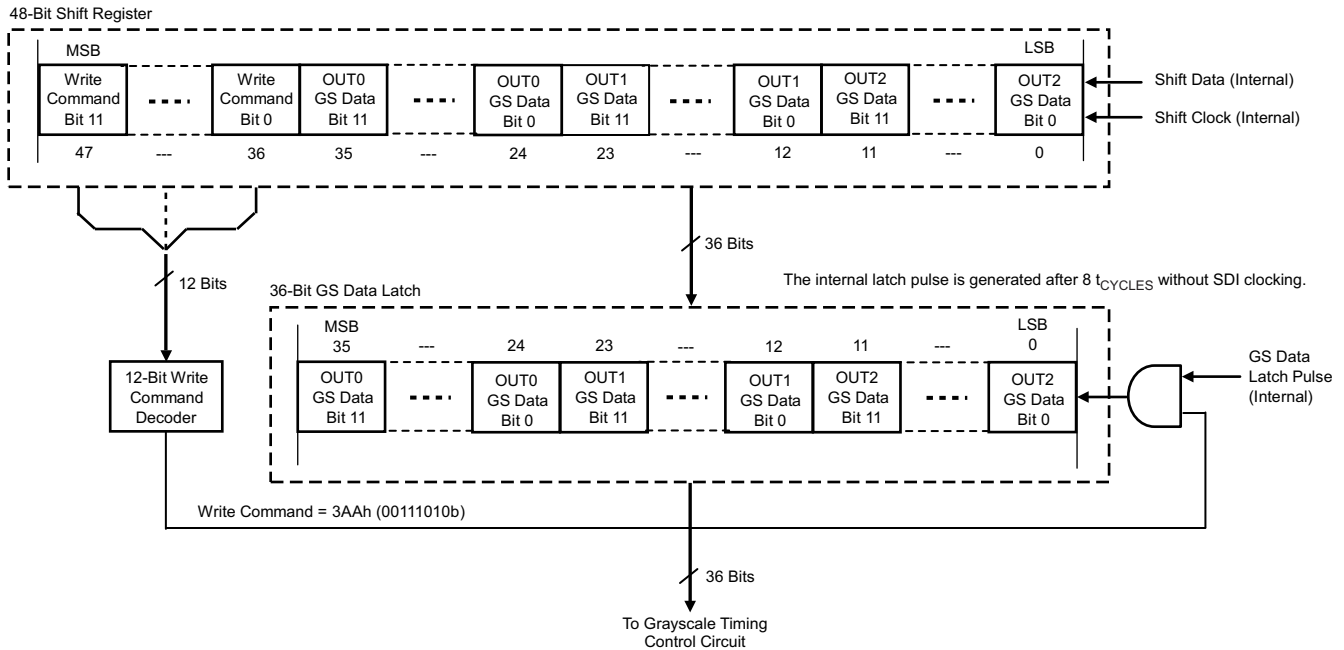 48-Bit Shift Register
MSB
LSB
Write Command Bit 11
Write Command Bit 0
OUT0 GS Data Bit 11
OUT0 GS Data Bit 0
OUT1 GS Data Bit 11
OUT1 GS Data Bit 0
OUT2 GS Data Bit 11
OUT2 GS Data Bit 0
Shift Data (Internal)
Shift Clock (Internal)
47 --- 36 35 --- 24 23 --- 12 11 --- 0
36 Bits
12 Bits
The internal latch pulse is generated after 8 tCYCLES without SDI clocking.
36-Bit GS Data Latch
MSB
LSB
35 --- 24 23 --- 12 11 --- 0
OUT0 GS Data Bit 11
OUT0 GS Data Bit 0
OUT1 GS Data Bit 11
OUT1 GS Data Bit 0
OUT2 GS Data Bit 11
OUT2 GS Data Bit 0
GS Data
Latch Pulse
(Internal)
12-Bit Write
Command
Decoder
Write Command = 3AAh (00111010b)
36 Bits
To Grayscale Timing
Control Circuit